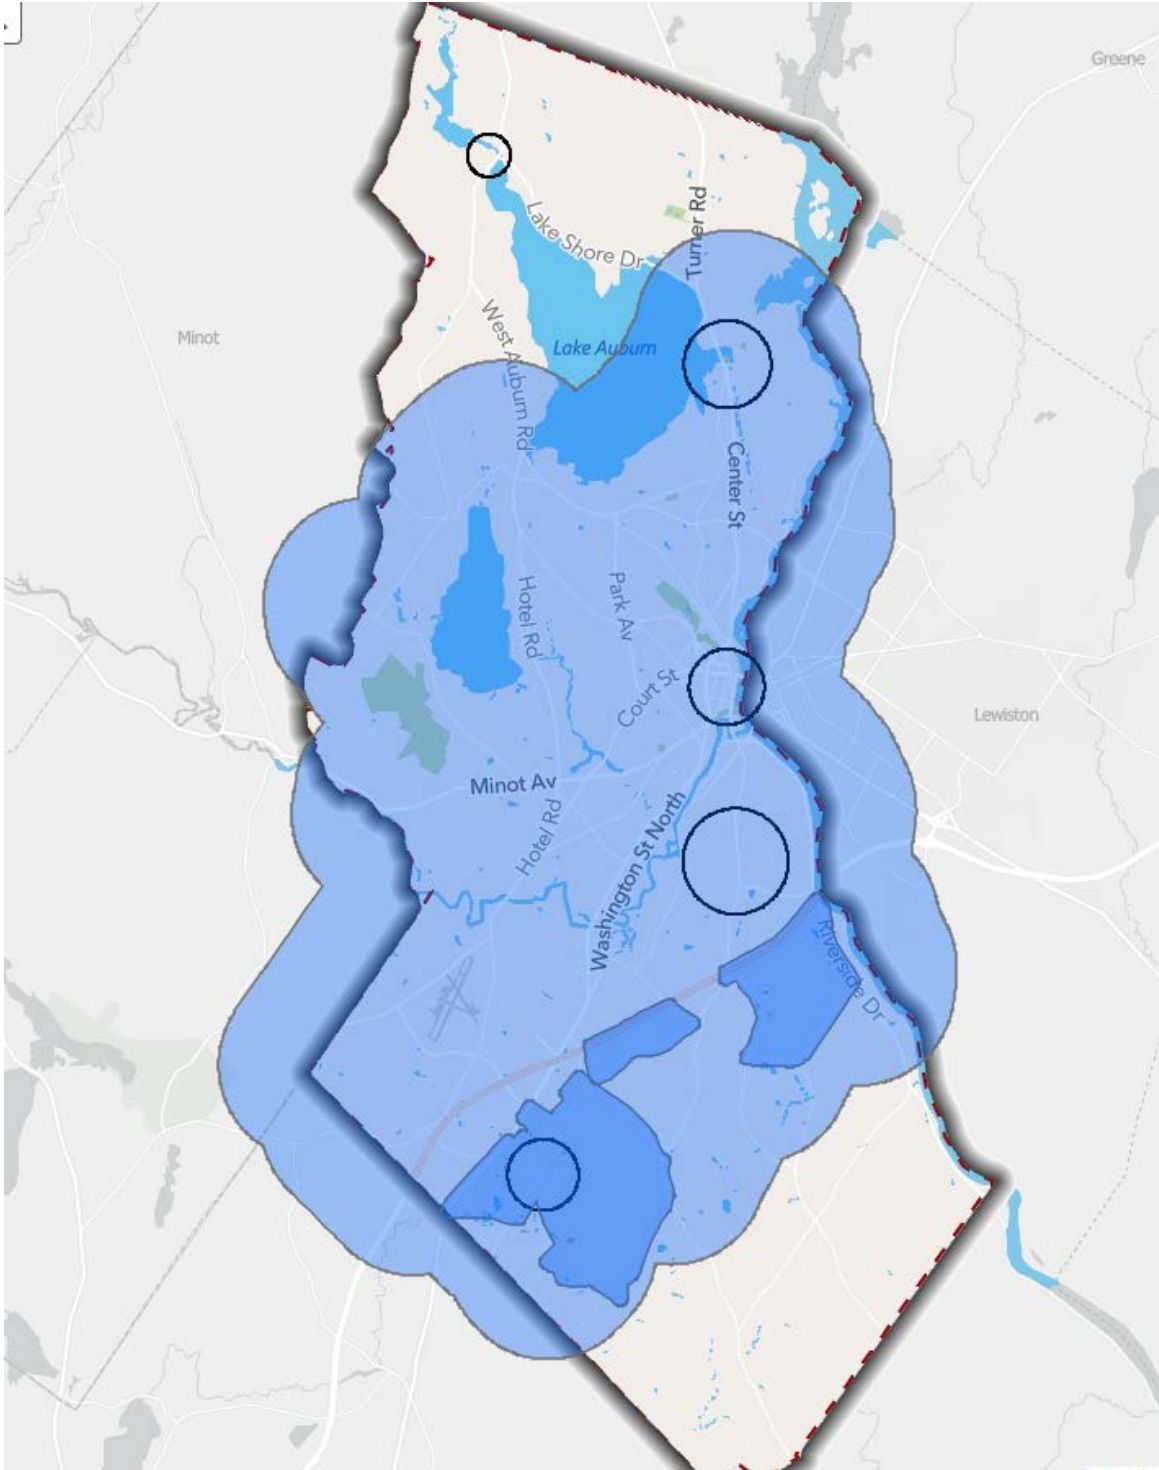 Greene
Turner Rd
Lake Shore Dr
Minot
West Auburn Rd
Lake Auburn
Center St
Hotel Rd
Park Av
Court St
Lewiston
Minot Av
Hotel Rd
Washington St North
Riverside Dr